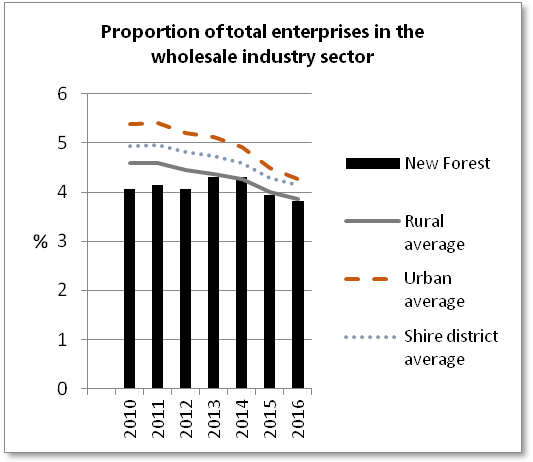 Proportion of total enterprises in the
wholesale industry sector
6
5
4
3
2
1
0
%
2010
2011
2012
2013
2014
2015
2016
New Forest
Rural
average
Urban
average
Shire district
average